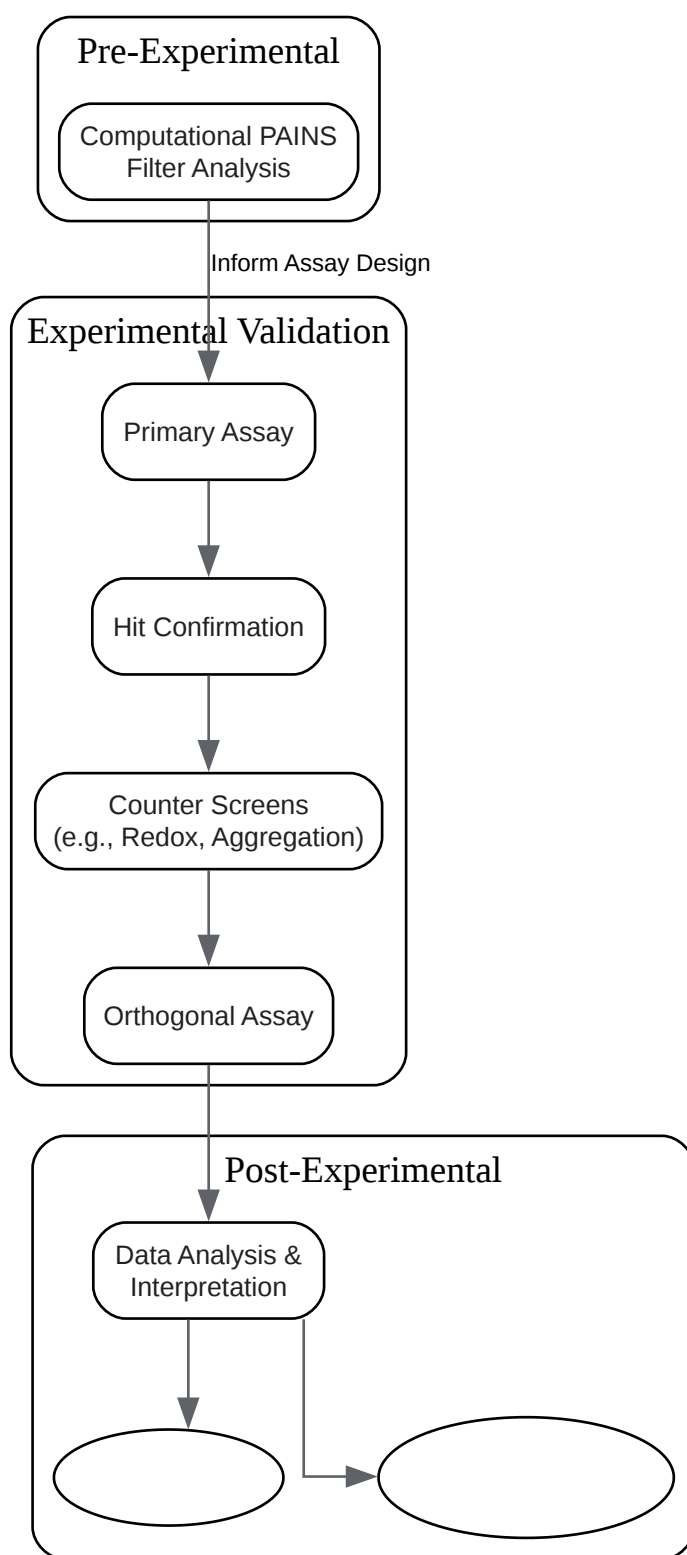 Pre-Experimental
Computational PAINS
Filter Analysis
Inform Assay Design
Experimental Validation
Primary Assay
Hit Confirmation
Counter Screens
(e.g., Redox, Aggregation)
Orthogonal Assay
Post-Experimental
Data Analysis &
Interpretation